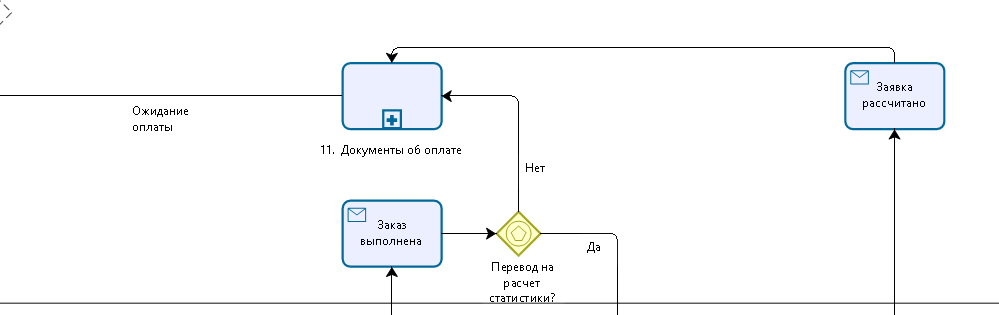 Заявка
рассчитано
Ожидание
оплаты
11. Документы об оплате
Нет
Заказ
выполнена
Да
Перевод на
расчет
статистики?